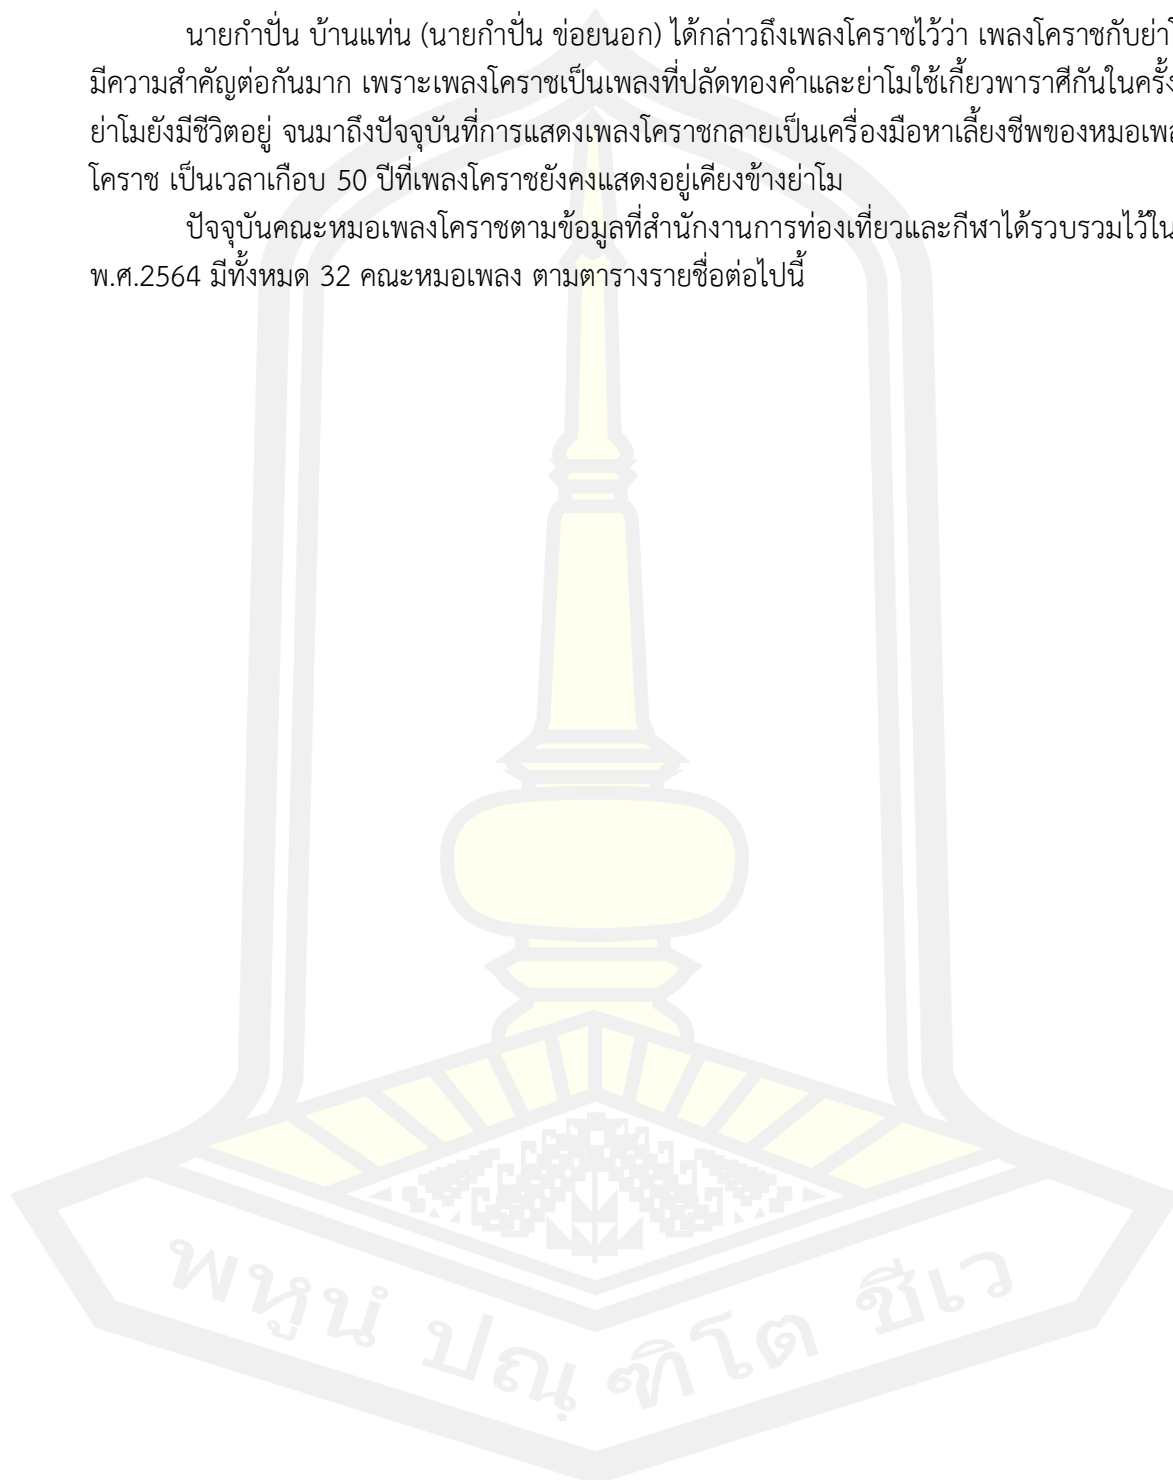 นายกำปั่น บ้านแท่น (นายกำปั่น ข่อยนอก) ได้กล่าวถึงเพลงโคราชไว้ว่า เพลงโคราชกับย่า
มีความสำคัญต่อกันมาก เพราะเพลงโคราชเป็นเพลงที่ปลัดทองคำและย่าโมใช้เกี้ยวพาราศีกันในครั้ง
ย่าโมยังมีชีวิตอยู่ จนมาถึงปัจจุบันที่การแสดงเพลงโคราชกลายเป็นเครื่องมือหาเลี้ยงชีพของหมอเพล
โคราช เป็นเวลาเกือบ 50 ปีที่เพลงโคราชยังคงแสดงอยู่เคียงข้างย่าโม
ปัจจุบันคณะหมอเพลงโคราชตามข้อมูลที่สำนักงานการท่องเที่ยวและกีฬาได้รวบรวมไว้ใน
พ.ศ.2564 มีทั้งหมด 32 คณะหมอเพลง ตามตารางรายชื่อต่อไปนี้
พหูนํ ปณฺฑิโต ชีเว